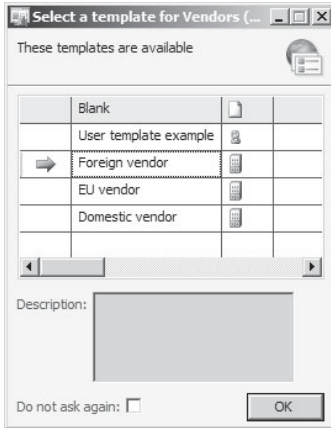 Select a template for Vendors (...
These templates are available
Blank
User template example
Foreign vendor
EU vendor
Domestic vendor
Description:
Do not ask again:
OK